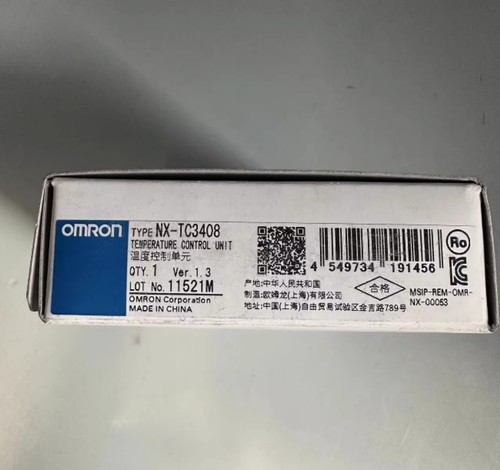 OMRON
TYPE NX-TC3408
TEMPERATURE CONTROL UNIT
温度控制单元
QTY. 1 Ver.1.3
LOT No. 11521M
OMRON Corporation
MADE IN CHINA
4 549734 191456
产地:中华人民共和国
制造:欧姆龙(上海)有限公司
地址:中国(上海)自由贸易试验区金吉路789号
合格
Ro
MSIP-REM-OMR-
NX-00053